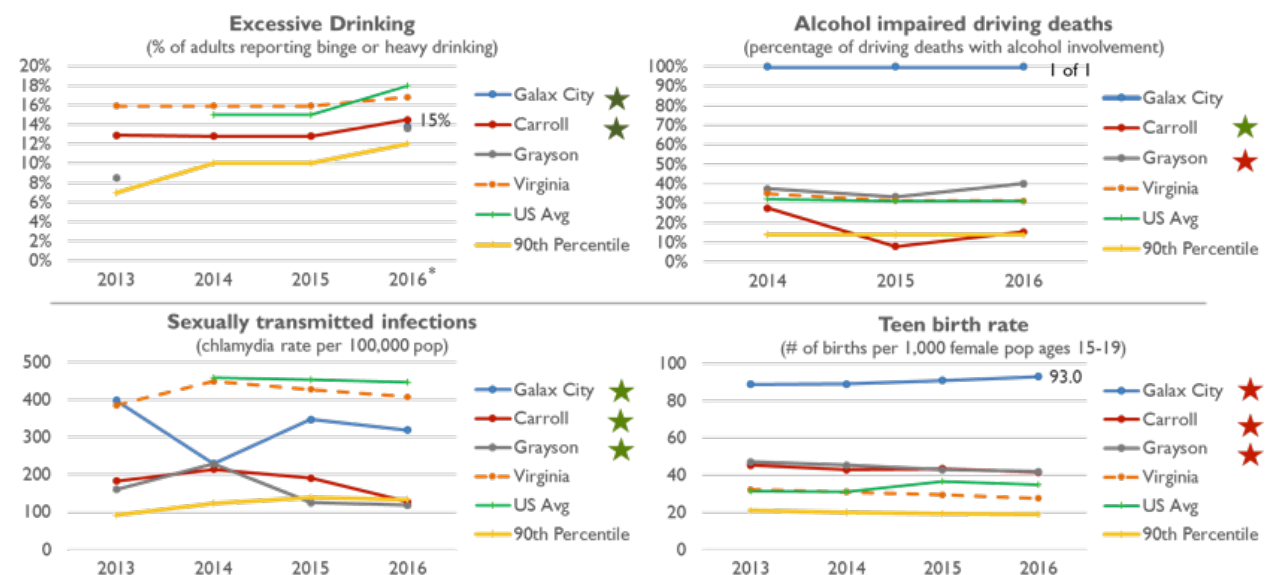 Excessive Drinking
(% of adults reporting binge or heavy drinking)
20%
18%
16%
14%
12%
10%
8%
6%
4%
2%
0%
15%
2013 2014 2015 2016*
Galax City
Carroll
Grayson
Virginia
US Avg
90th Percentile
Alcohol impaired driving deaths
(percentage of driving deaths with alcohol involvement)
100%
90%
80%
70%
60%
50%
40%
30%
20%
10%
0%
1 of 1
2014 2015 2016
Galax City
Carroll
Grayson
Virginia
US Avg
90th Percentile
Sexually transmitted infections
(chlamydia rate per 100,000 pop)
500
400
300
200
100
0
2013 2014 2015 2016
Galax City
Carroll
Grayson
Virginia
US Avg
90th Percentile
Teen birth rate
(# of births per 1,000 female pop ages 15-19)
100
80
60
40
20
0
93.0
2013 2014 2015 2016
Galax City
Carroll
Grayson
Virginia
US Avg
90th Percentile